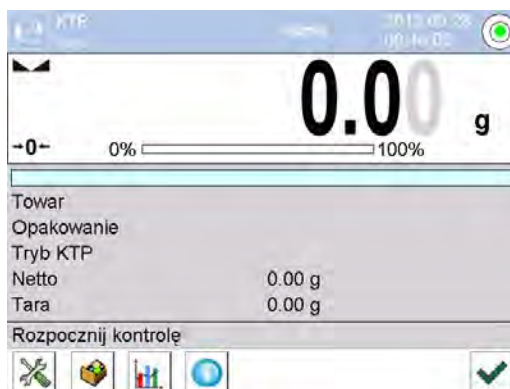 KTP
0.00 g
→0←
0% 100%
Towar
Opakowanie
Tryb KTP
Netto 0.00 g
Tara 0.00 g
Rozpocznij kontrolę